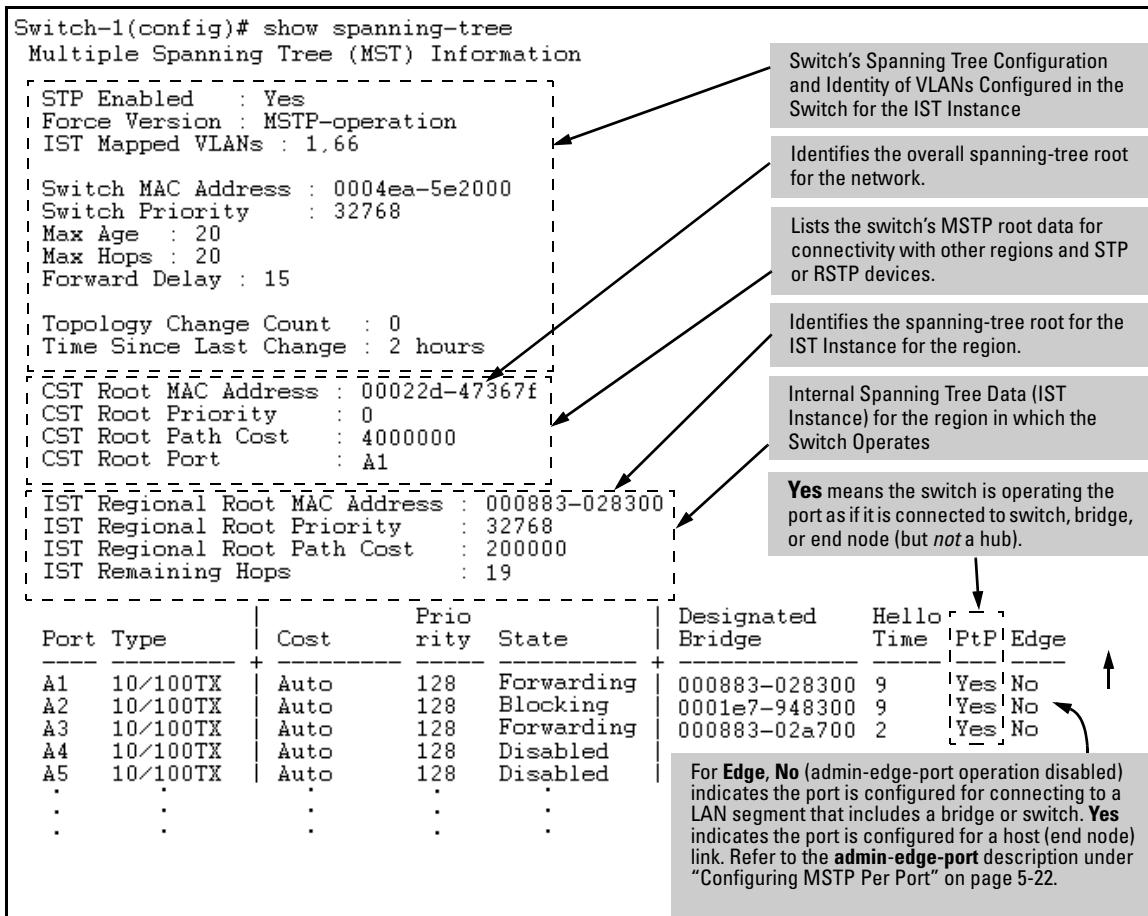 Switch-1(config)# show spanning-tree
Multiple Spanning Tree (MST) Information
STP Enabled : Yes
Force Version : MSTP-operation
IST Mapped VLANs : 1,66
Switch MAC Address : 0004ea-5e2000
Switch Priority : 32768
Max Age : 20
Max Hops : 20
Forward Delay : 15
Topology Change Count : 0
Time Since Last Change : 2 hours
CST Root MAC Address : 00022d-47367f
CST Root Priority : 0
CST Root Path Cost : 4000000
CST Root Port : A1
IST Regional Root MAC Address : 000883-028300
IST Regional Root Priority : 32768
IST Regional Root Path Cost : 200000
IST Remaining Hops : 19
Switch's Spanning Tree Configuration
and Identity of VLANs Configured in the
Switch for the IST Instance
Identifies the overall spanning-tree root
for the network.
Lists the switch's MSTP root data for
connectivity with other regions and STP
or RSTP devices.
Identifies the spanning-tree root for the
IST Instance for the region.
Internal Spanning Tree Data (IST
Instance) for the region in which the
Switch Operates
Yes means the switch is operating the
port as if it is connected to switch, bridge,
or end node (but not a hub).
Prio | Designated Hello
Port Type | Cost rity State | Bridge Time PtP Edge
---- --------- + --------- ----- ---------- + ------------- ----- --- ----
A1 10/100TX | Auto 128 Forwarding | 000883-028300 9 Yes No
A2 10/100TX | Auto 128 Blocking | 0001e7-948300 9 Yes No
A3 10/100TX | Auto 128 Forwarding | 000883-02a700 2 Yes No
A4 10/100TX | Auto 128 Disabled |
A5 10/100TX | Auto 128 Disabled |
. . . . .
. . . . .
. . . . .
For Edge, No (admin-edge-port operation disabled)
indicates the port is configured for connecting to a
LAN segment that includes a bridge or switch. Yes
indicates the port is configured for a host (end node)
link. Refer to the admin-edge-port description under
"Configuring MSTP Per Port" on page 5-22.